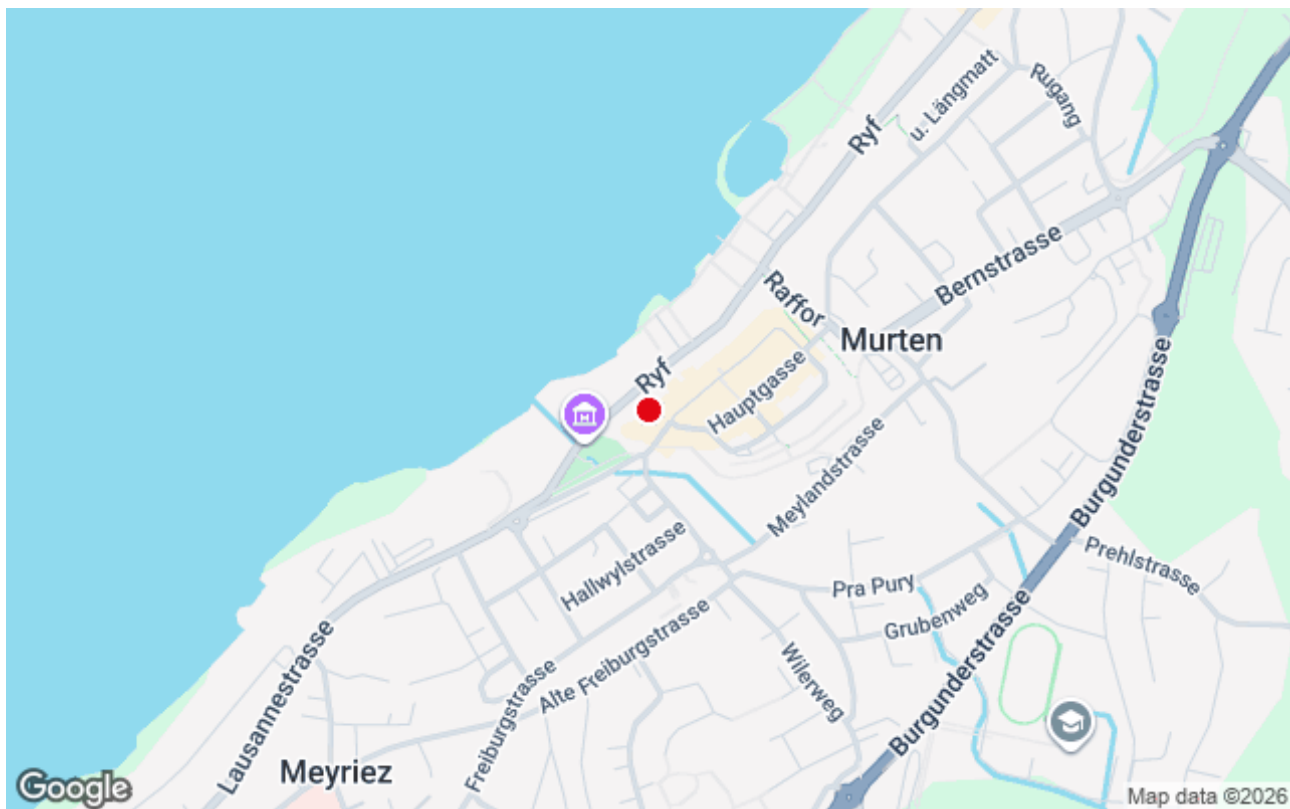 u. Längmatt
Rugang
Ryf
Bernstrasse
Raffor
Murten
Ryf
Hauptgasse
Burgunderstrasse
Meylandstrasse
Prehlstrasse
Hallwylstrasse
Pra Pury
Grubenweg
Alte Freiburgstrasse
Wilerweg
Burgunderstrasse
Lausannestrasse
Freiburgstrasse
Meyriez
Google
Map data ©2026